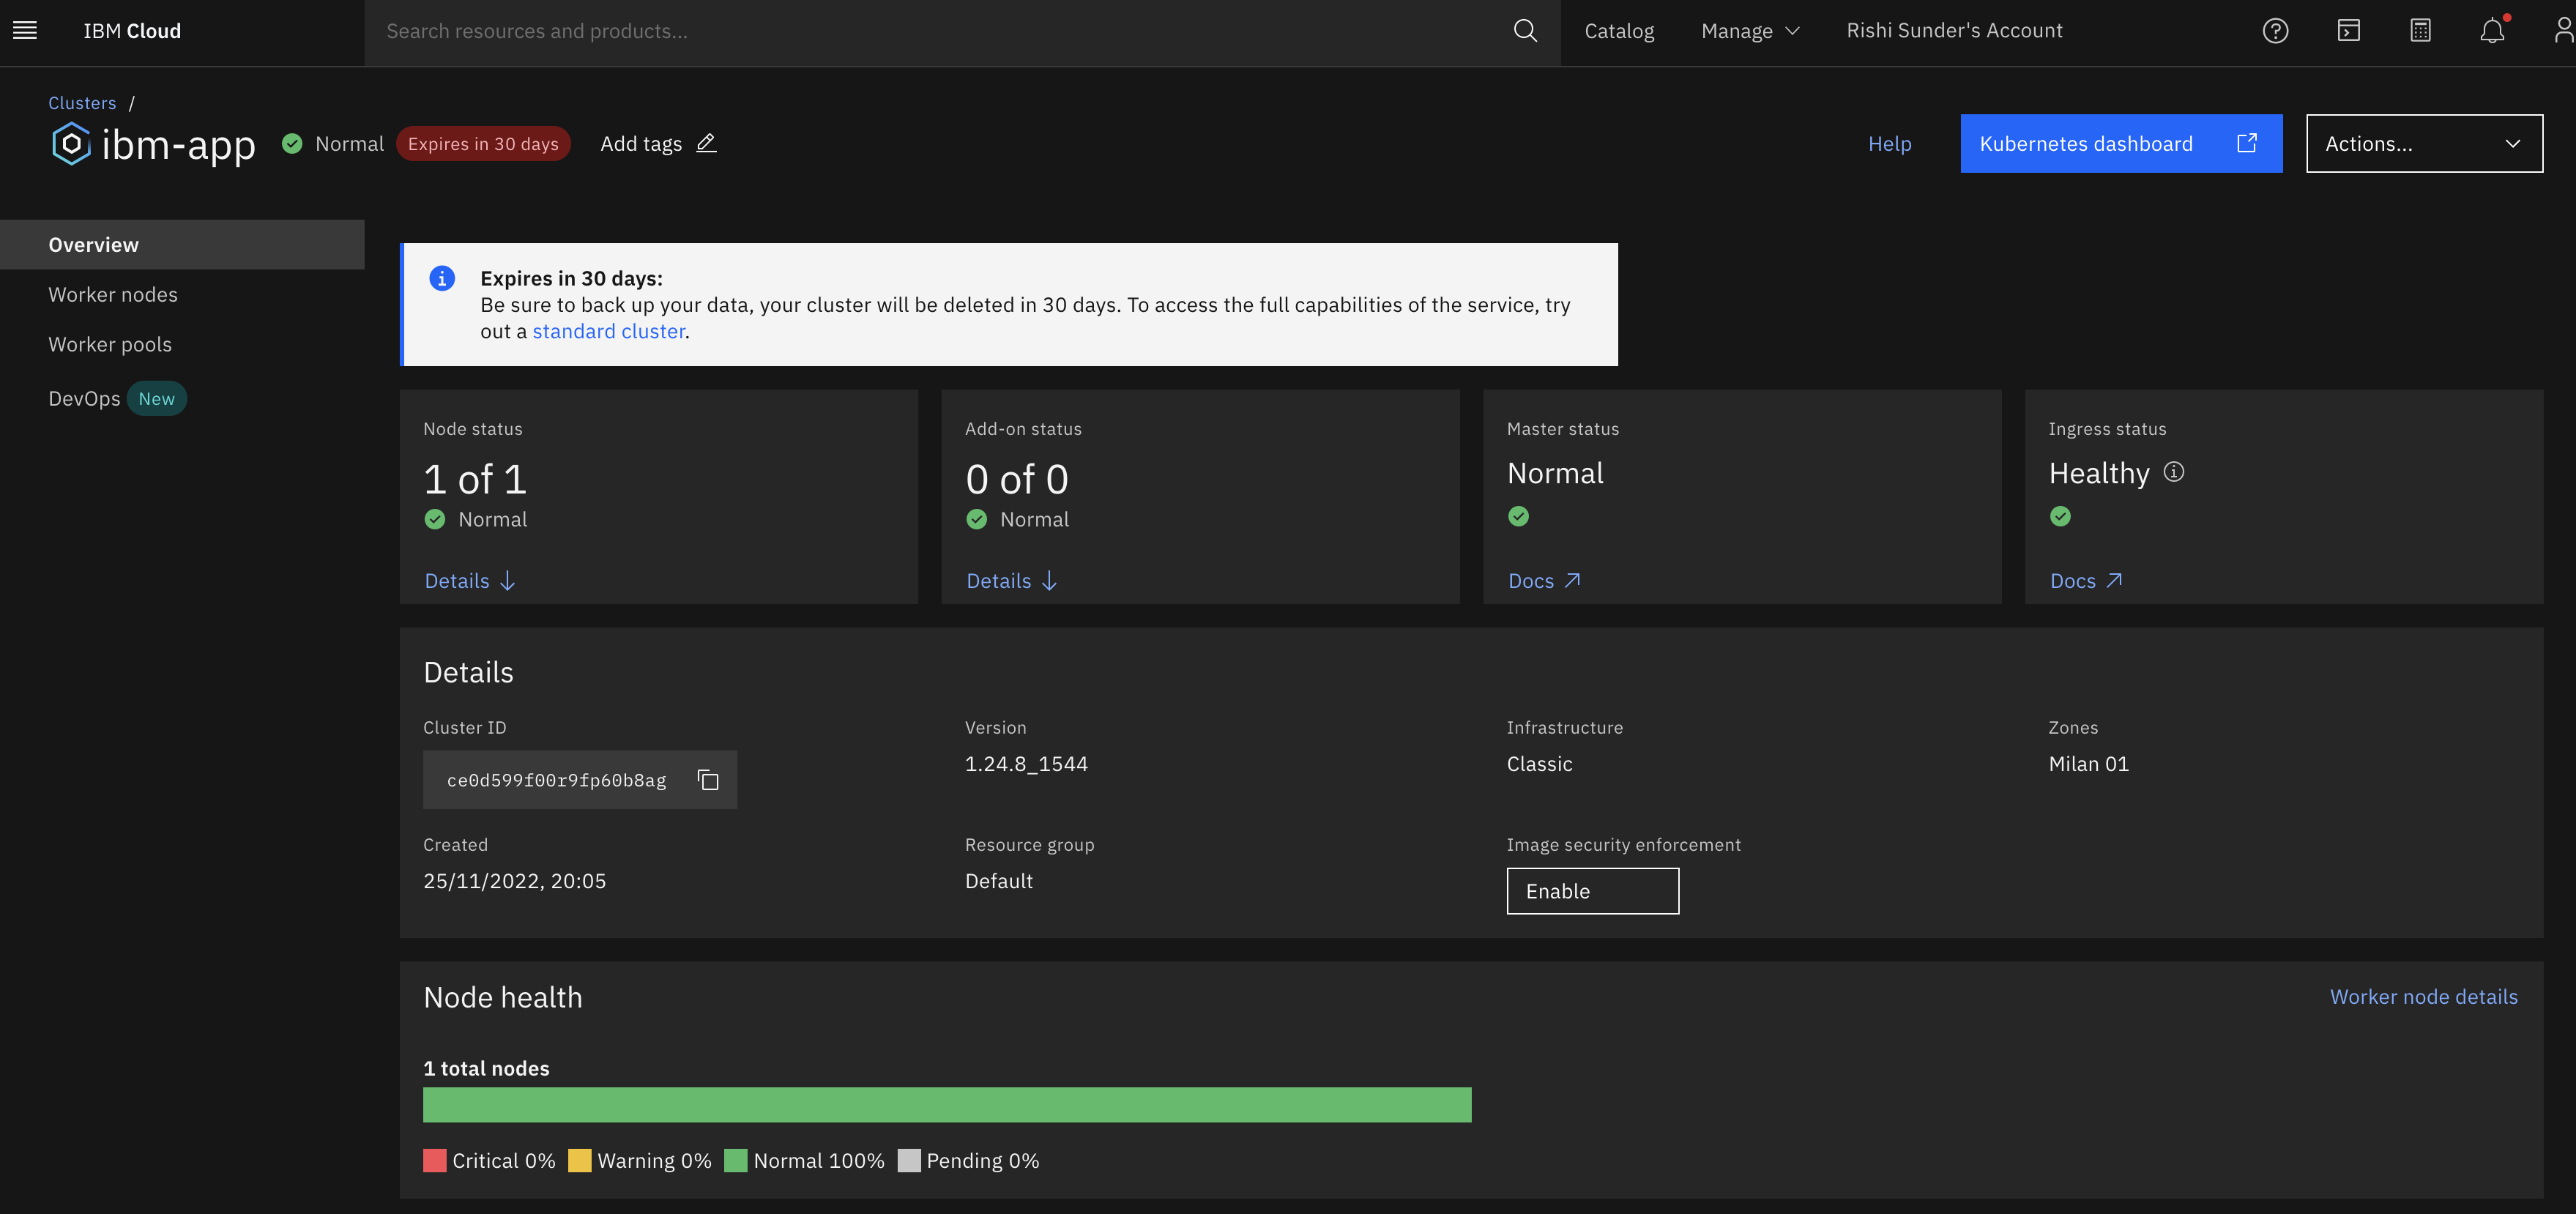 IBM Cloud
Search resources and products...
Catalog
Manage
Rishi Sunder's Account
Clusters /
ibm-app
Normal
Expires in 30 days
Add tags
Help
Kubernetes dashboard
Actions...
Overview
Worker nodes
Worker pools
DevOps New
Expires in 30 days:
Be sure to back up your data, your cluster will be deleted in 30 days. To access the full capabilities of the service, try
out a standard cluster.
Node status
1 of 1
Normal
Details
Add-on status
0 of 0
Normal
Details
Master status
Normal
Docs
Ingress status
Healthy
Docs
Details
Cluster ID
ce0d599f00r9fp60b8ag
Version
1.24.8_1544
Infrastructure
Classic
Zones
Milan 01
Created
25/11/2022, 20:05
Resource group
Default
Image security enforcement
Enable
Node health
Worker node details
1 total nodes
Critical 0% Warning 0% Normal 100% Pending 0%